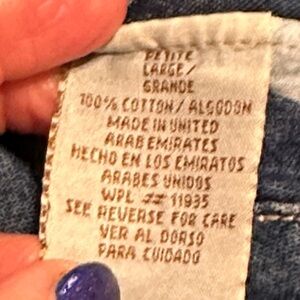 PETITE
LARGE/
GRANDE
100% COTTON/ALGODON
MADE IN UNITED
ARAB EMIRATES
HECHO EN LOS EMIRATOS
ARABES UNIDOS
WPL # 11935
SEE REVERSE FOR CARE
VER AL DORSO
PARA CUIDADO